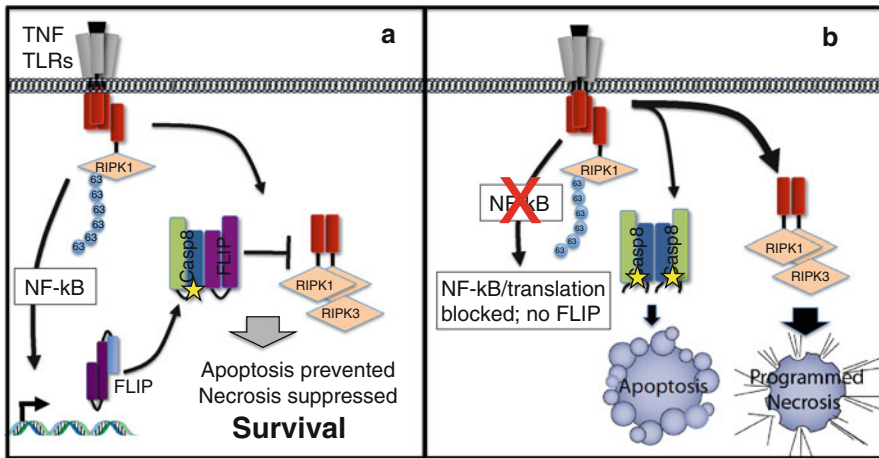 TNF
TLRs
a
RIPK1
63
63
63
63
63
63
NF-kB
FLIP
Casp8
FLIP
RIPK1
RIPK3
Apoptosis prevented
Necrosis suppressed
Survival
b
RIPK1
63
63
63
63
63
NF-kB
NF-kB/translation
blocked; no FLIP
Casp8
Casp8
RIPK1
RIPK3
Apoptosis
Programmed
Necrosis